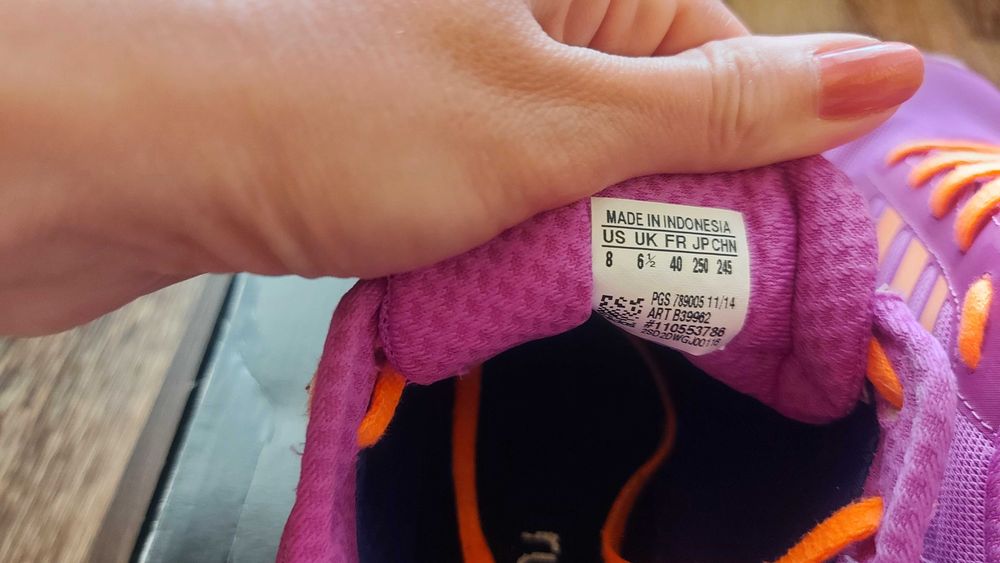 MADE IN INDONESIA
US UK FR JP CHN
8 6½ 40 250 245
PGS 789005 11/14
ART B39962
#110553786
ru